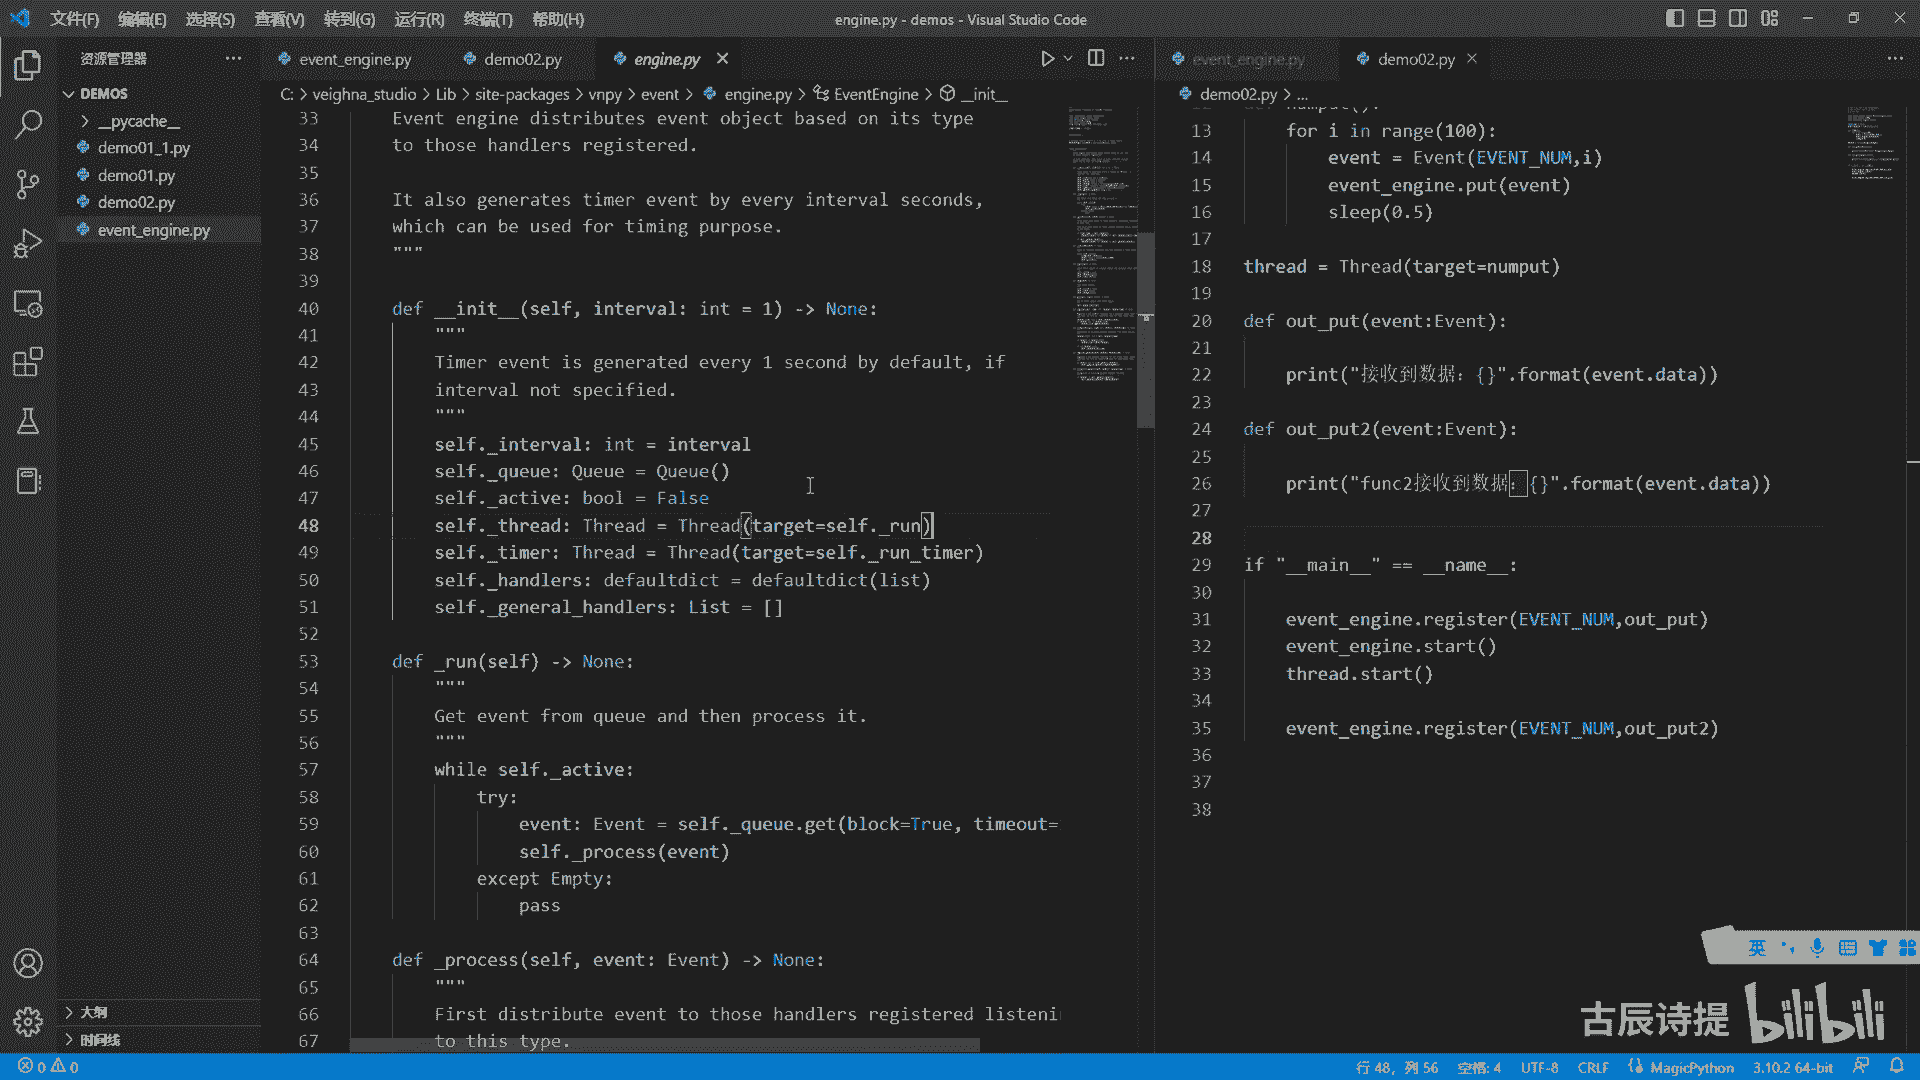 文件(F) 编辑(E) 选择(S) 查看(V) 转到(G) 运行(R) 终端(T) 帮助(H)
engine.py - demos - Visual Studio Code
资源管理器
DEMOS
__pycache__
demo01_1.py
demo01.py
demo02.py
event_engine.py
大纲
时间线
event_engine.py demo02.py engine.py
C: > veighna_studio > Lib > site-packages > vnpy > event > engine.py > EventEngine > __init__
33 Event engine distributes event object based on its type
34 to those handlers registered.
35
36 It also generates timer event by every interval seconds,
37 which can be used for timing purpose.
38 """
39
40 def __init__(self, interval: int = 1) -> None:
41 """
42 Timer event is generated every 1 second by default, if
43 interval not specified.
44 """
45 self._interval: int = interval
46 self._queue: Queue = Queue()
47 self._active: bool = False
48 self._thread: Thread = Thread(target=self._run)
49 self._timer: Thread = Thread(target=self._run_timer)
50 self._handlers: defaultdict = defaultdict(list)
51 self._general_handlers: List = []
52
53 def _run(self) -> None:
54 """
55 Get event from queue and then process it.
56 """
57 while self._active:
58 try:
59 event: Event = self._queue.get(block=True, timeout=
60 self._process(event)
61 except Empty:
62 pass
63
64 def _process(self, event: Event) -> None:
65 """
66 First distribute event to those handlers registered listeni
67 to this type.
event_engine.py demo02.py
demo02.py > ...
13 for i in range(100):
14 event = Event(EVENT_NUM,i)
15 event_engine.put(event)
16 sleep(0.5)
17
18 thread = Thread(target=numput)
19
20 def out_put(event:Event):
21
22 print("接收到数据：{}".format(event.data))
23
24 def out_put2(event:Event):
25
26 print("func2接收到数据：{}".format(event.data))
27
28
29 if "__main__" == __name__:
30
31 event_engine.register(EVENT_NUM,out_put)
32 event_engine.start()
33 thread.start()
34
35 event_engine.register(EVENT_NUM,out_put2)
36
37
38
英
古辰诗提 bilibili
0 0
行 48，列 56 空格: 4 UTF-8 CRLF MagicPython 3.10.2 64-bit